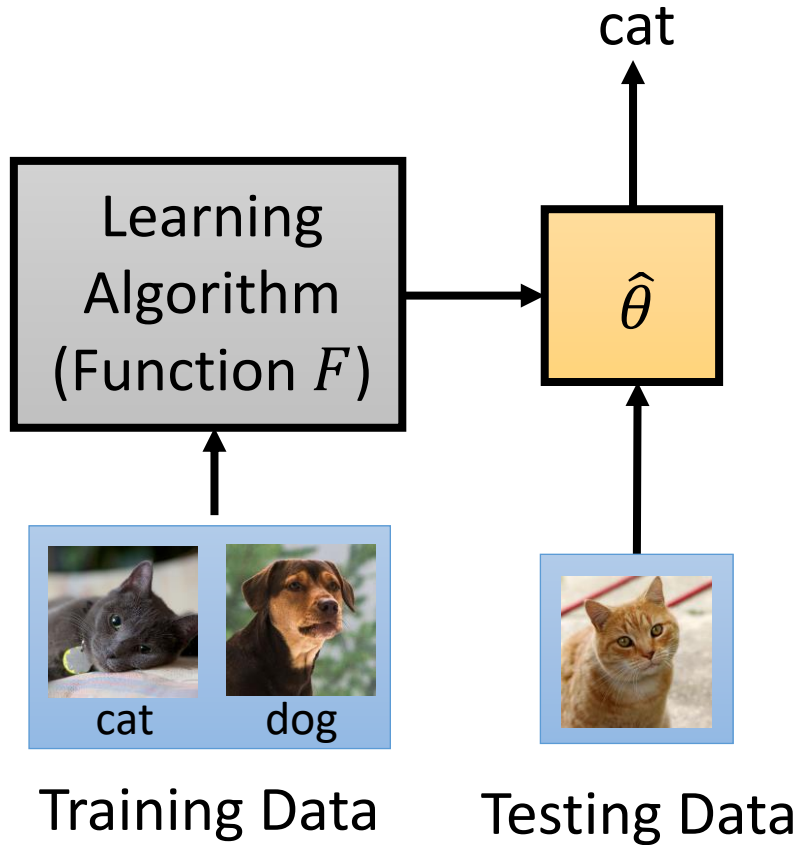 cat
Learning
Algorithm
(Function F)
θ̂
cat
dog
Training Data
Testing Data